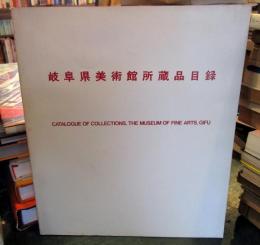 岐阜県美術館所蔵品目録
CATALOGUE OF COLLECTIONS, THE MUSEUM OF FINE ARTS, GIFU